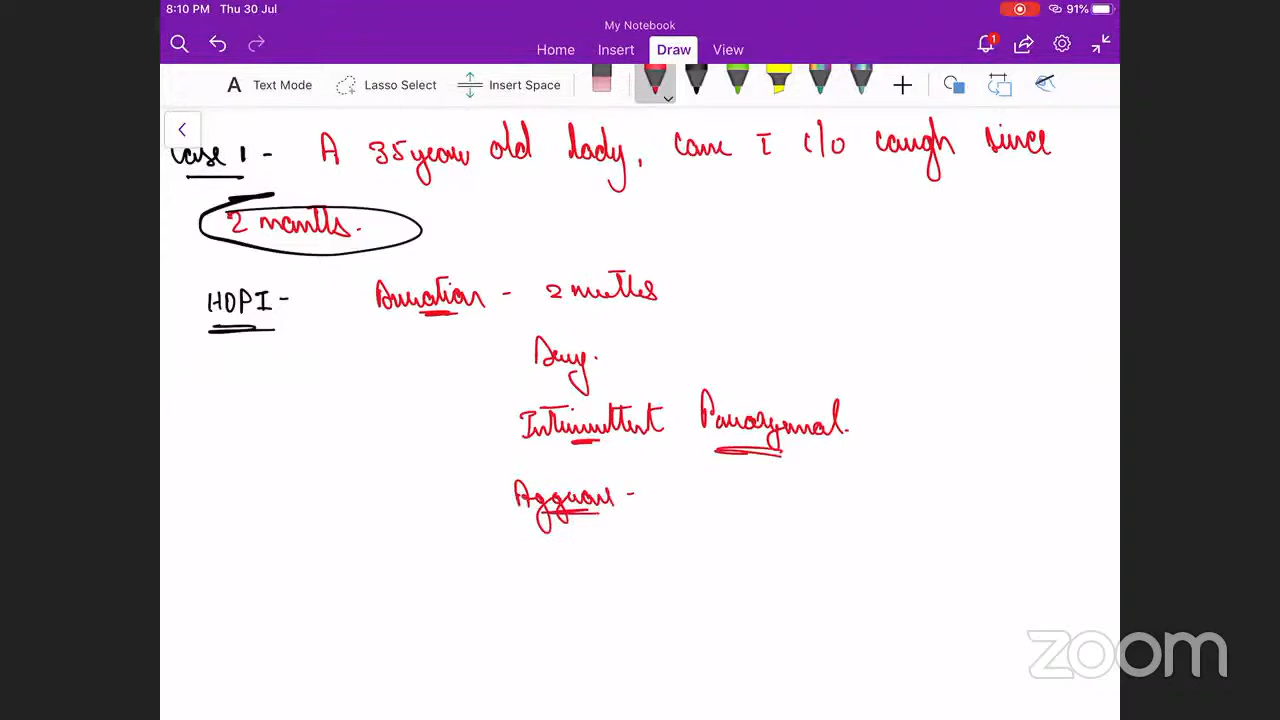 8:10 PM Thu 30 Jul 91%
My Notebook
Home Insert Draw View
1
A Text Mode Lasso Select Insert Space
Case 1 - A 35 year old lady, came c̄ c/o cough since
2 months.
HOPI - Duration - 2 months
Dry.
Intermittent Paroxysmal.
Aggrav -
zoom